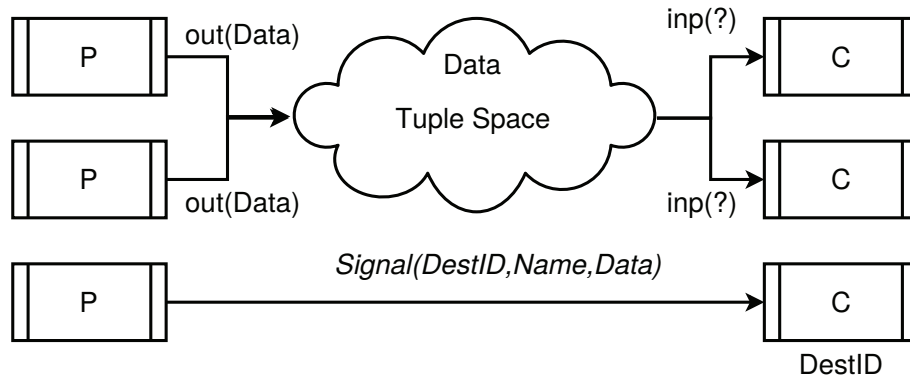 P
out(Data)
inp(?)
C
Data
Tuple Space
P
out(Data)
inp(?)
C
Signal(DestID,Name,Data)
P
C
DestID